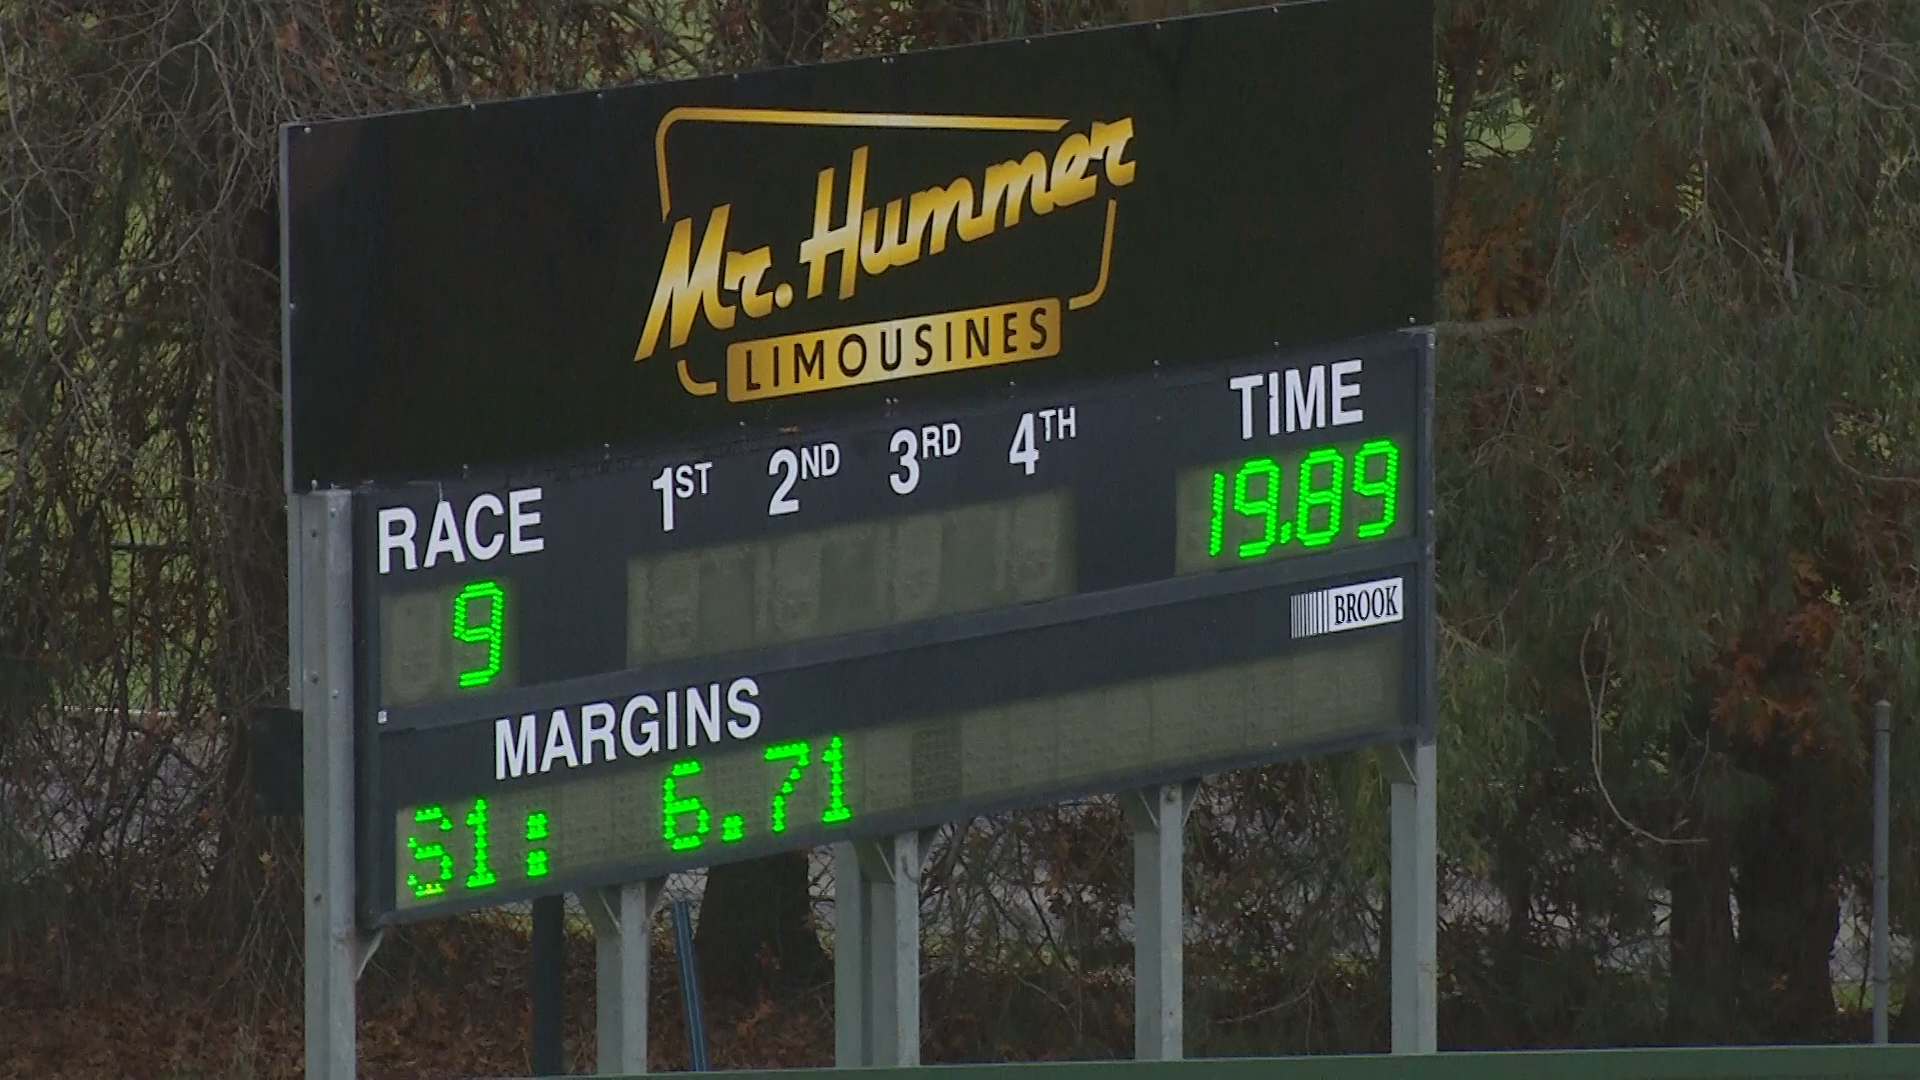 Mr. Hummer
LIMOUSINES
RACE 1ST 2ND 3RD 4TH TIME
9 19.89
BROOK
MARGINS
S1: 6.71